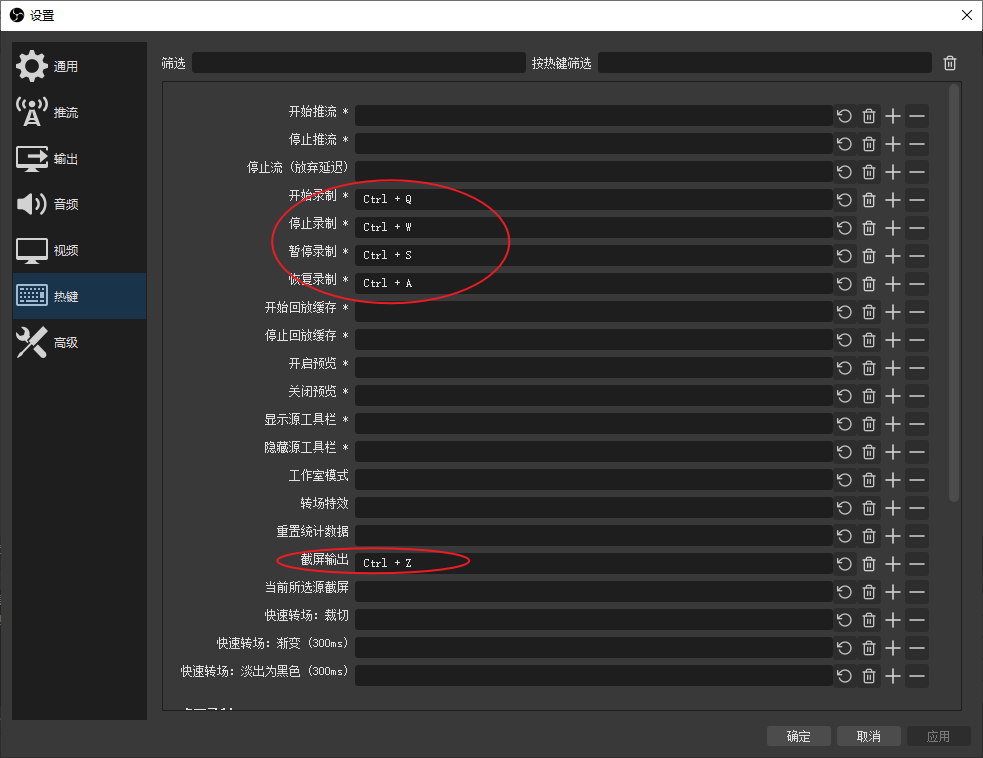 设置
通用
推流
输出
音频
视频
热键
高级
筛选 按热键筛选
开始推流 *
停止推流 *
停止流 (放弃延迟)
开始录制 * Ctrl + Q
停止录制 * Ctrl + W
暂停录制 * Ctrl + S
恢复录制 * Ctrl + A
开始回放缓存 *
停止回放缓存 *
开启预览 *
关闭预览 *
显示源工具栏 *
隐藏源工具栏 *
工作室模式
转场特效
重置统计数据
截屏输出 Ctrl + Z
当前所选源截屏
快速转场: 裁切
快速转场: 渐变 (300ms)
快速转场: 淡出为黑色 (300ms)
确定 取消 应用